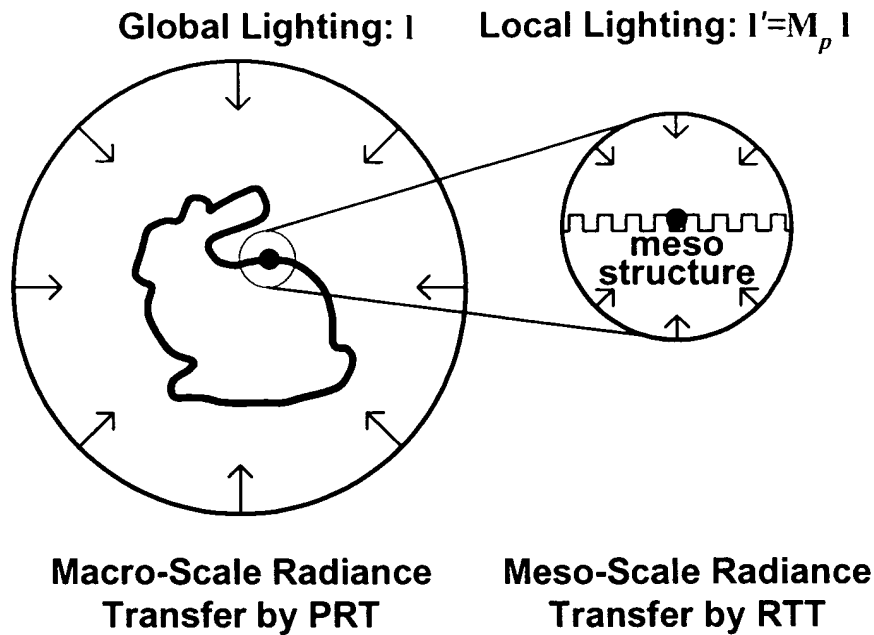 Global Lighting: l
Local Lighting: l′=M_p l
meso
structure
Macro-Scale Radiance
Transfer by PRT
Meso-Scale Radiance
Transfer by RTT